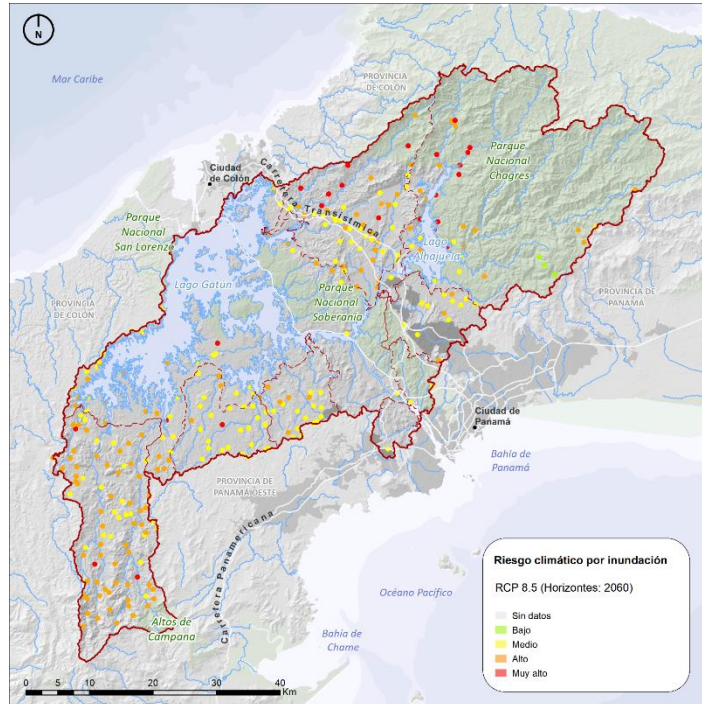 N
Mar Caribe
PROVINCIA
DE COLÓN
Ciudad
de Colón
Carretera Transístmica
Parque
Nacional
Chagres
Parque
Nacional
San Lorenzo
Lago
Alhajuela
Lago Gatún
Parque
Nacional
Soberanía
PROVINCIA
DE COLÓN
PROVINCIA DE
PANAMÁ
Ciudad de
Panamá
Bahía de
Panamá
PROVINCIA DE
PANAMÁ OESTE
Carretera Panamericana
Océano Pacífico
Altos de
Campana
Bahía de
Chame
Riesgo climático por inundación
RCP 8.5 (Horizontes: 2060)
Sin datos
Bajo
Medio
Alto
Muy alto
0 5 10 20 30 40
Km